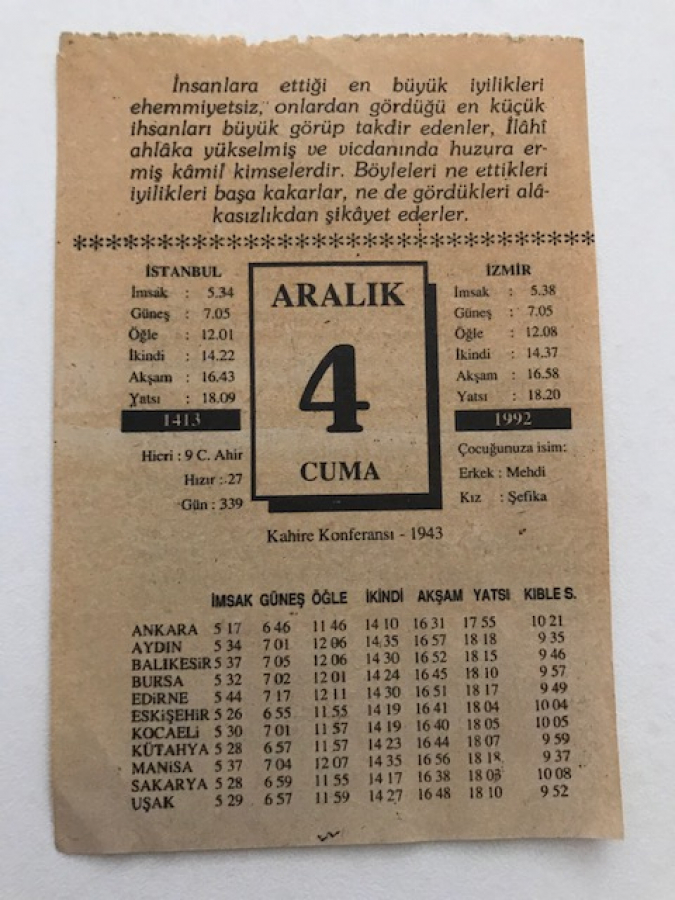 İnsanlara ettiği en büyük iyilikleri
ehemmiyetsiz, onlardan gördüğü en küçük
ihsanları büyük görüp takdir edenler, İlâhî
ahlâka yükselmiş ve vicdanında huzura er-
miş kâmil kimselerdir. Böyleleri ne ettikleri
iyilikleri başa kakarlar, ne de gördükleri alâ-
kasızlıkdan şikâyet ederler.
************************************
İSTANBUL
İmsak : 5.34
Güneş : 7.05
Öğle : 12.01
İkindi : 14.22
Akşam : 16.43
Yatsı : 18.09
1413
Hicri : 9 C. Ahir
Hızır : 27
Gün : 339
ARALIK
4
CUMA
İZMİR
İmsak : 5.38
Güneş : 7.05
Öğle : 12.08
İkindi : 14.37
Akşam : 16.58
Yatsı : 18.20
1992
Çocuğunuza isim:
Erkek : Mehdi
Kız : Şefika
Kahire Konferansı - 1943
İMSAK GÜNEŞ ÖĞLE İKİNDİ AKŞAM YATSI KIBLE S.
ANKARA 5 17 6 46 11 46 14 10 16 31 17 55 10 21
AYDIN 5 34 7 01 12 06 14 35 16 57 18 18 9 35
BALIKESİR 5 37 7 05 12 06 14 30 16 52 18 15 9 46
BURSA 5 32 7 02 12 01 14 24 16 45 18 10 9 57
EDİRNE 5 44 7 17 12 11 14 30 16 51 18 17 9 49
ESKİŞEHİR 5 26 6 55 11 55 14 19 16 41 18 04 10 04
KOCAELİ 5 30 7 01 11 57 14 19 16 40 18 05 10 05
KÜTAHYA 5 28 6 57 11 57 14 23 16 44 18 07 9 59
MANİSA 5 37 7 04 12 07 14 35 16 56 18 18 9 37
SAKARYA 5 28 6 59 11 55 14 17 16 38 18 03 10 08
UŞAK 5 29 6 57 11 59 14 27 16 48 18 10 9 52